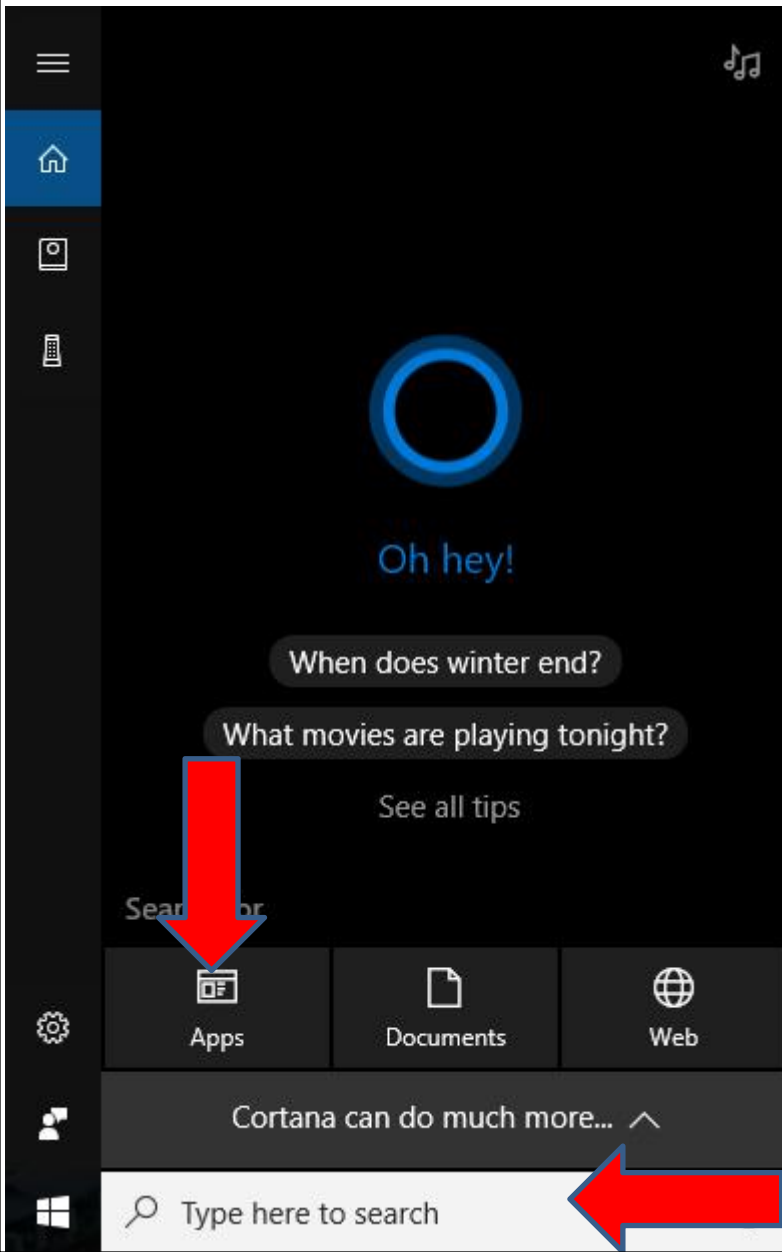 Oh hey!
When does winter end?
What movies are playing tonight?
See all tips
Apps
Documents
Web
Cortana can do much more...
Type here to search